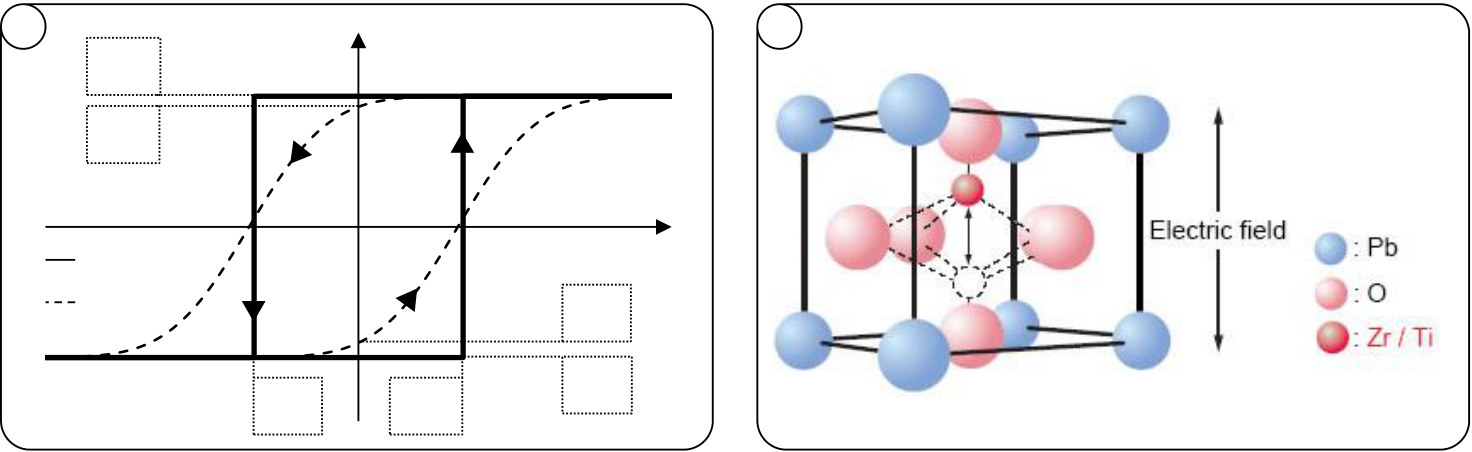 Electric field
: Pb
: O
: Zr / Ti